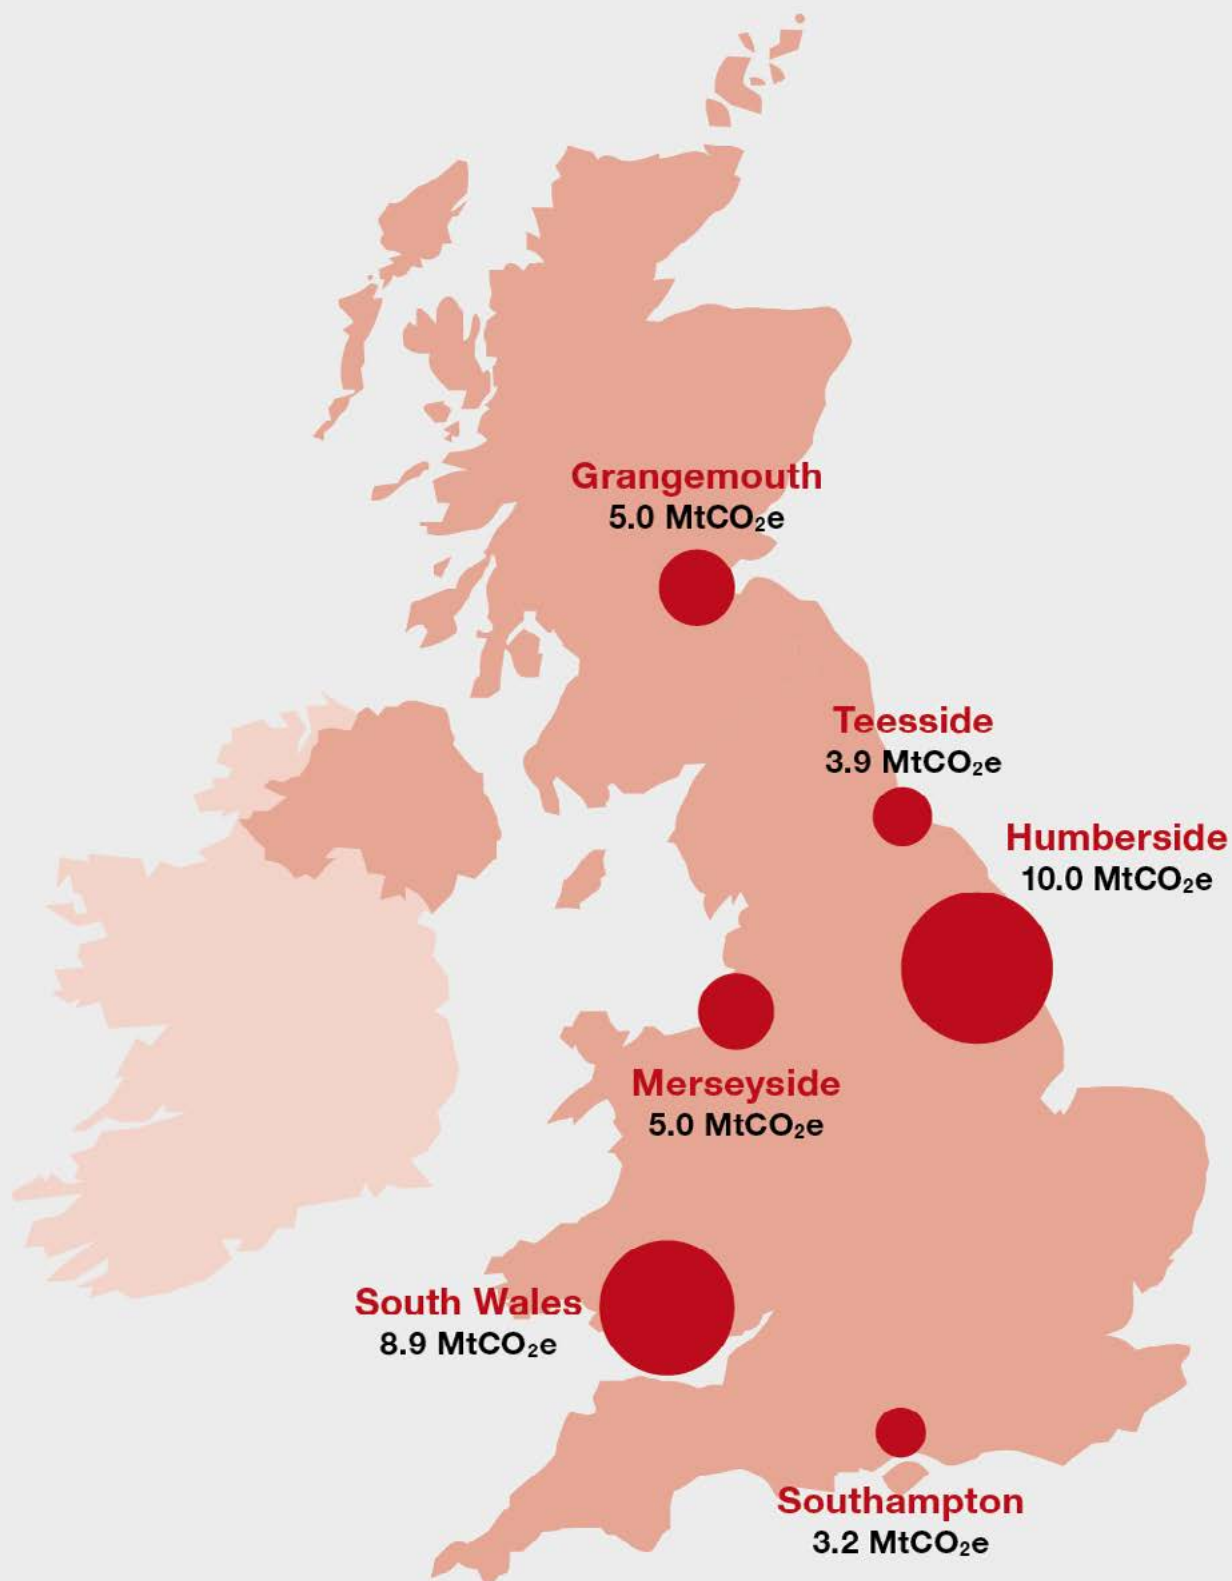 Grangemouth
5.0 MtCO₂e
Teesside
3.9 MtCO₂e
Humberside
10.0 MtCO₂e
Merseyside
5.0 MtCO₂e
South Wales
8.9 MtCO₂e
Southampton
3.2 MtCO₂e